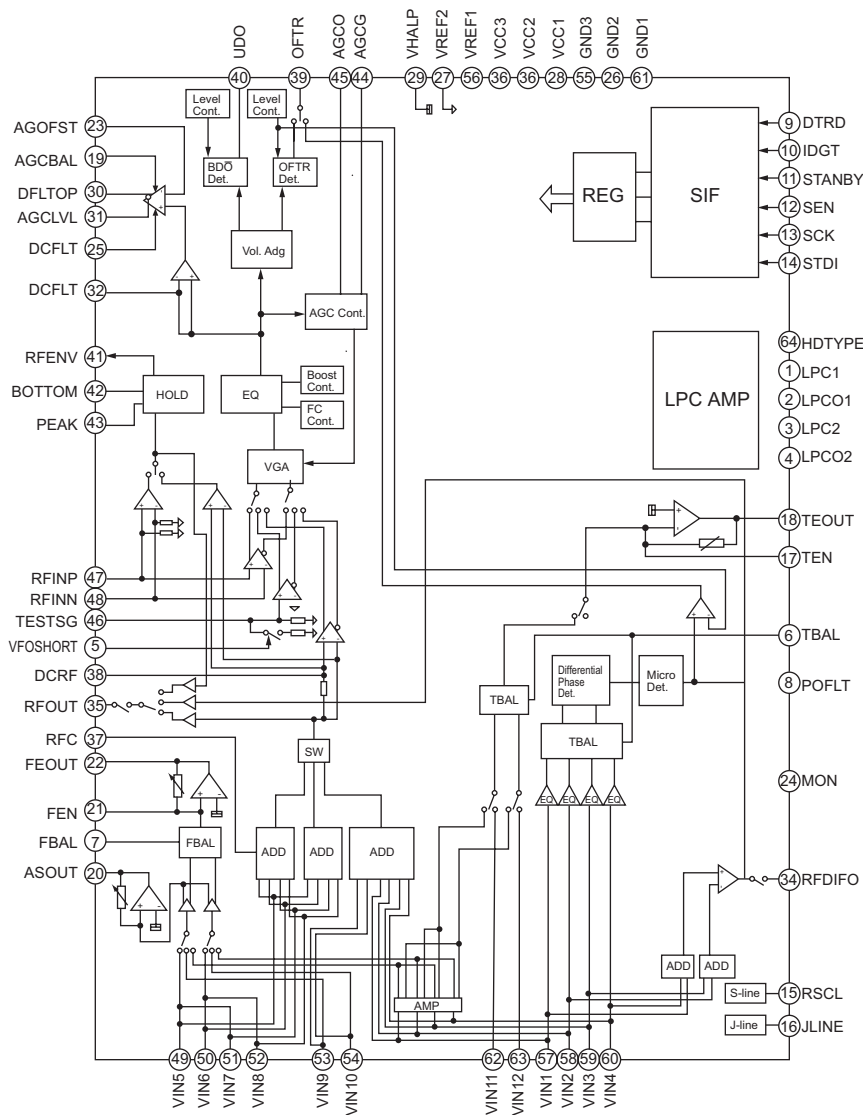 UDO
OFTR
AGCO
AGCG
VHALP
VREF2
VREF1
VCC3
VCC2
VCC1
GND3
GND2
GND1
40
39
45
44
29
27
56
36
36
28
55
26
61
AGOFST 23
AGCBAL 19
DFLTOP 30
AGCLVL 31
DCFLT 25
DCFLT 32
RFENV 41
BOTTOM 42
PEAK 43
RFINP 47
RFINN 48
TESTSG 46
VFOSHORT 5
DCRF 38
RFOUT 35
RFC 37
FEOUT 22
FEN 21
FBAL 7
ASOUT 20
Level
Cont.
Level
Cont.
BDO
Det.
OFTR
Det.
Vol. Adg
AGC Cont.
HOLD
EQ
Boost
Cont.
FC
Cont.
VGA
SW
ADD
ADD
ADD
FBAL
REG
SIF
LPC AMP
TBAL
Differential
Phase
Det.
Micro
Det.
TBAL
EQ
EQ
EQ
EQ
AMP
ADD
ADD
S-line
J-line
9 DTRD
10 IDGT
11 STANBY
12 SEN
13 SCK
14 STDI
64 HDTYPE
1 LPC1
2 LPCO1
3 LPC2
4 LPCO2
18 TEOUT
17 TEN
6 TBAL
8 POFLT
24 MON
34 RFDIFO
15 RSCL
16 JLINE
49
50
51
52
53
54
62
63
57
58
59
60
VIN5
VIN6
VIN7
VIN8
VIN9
VIN10
VIN11
VIN12
VIN1
VIN2
VIN3
VIN4